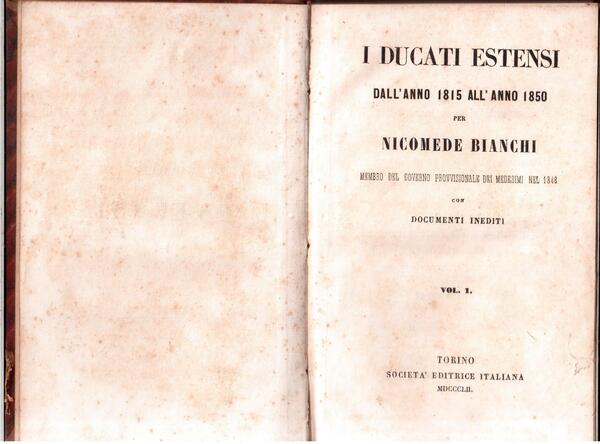 I DUCATI ESTENSI
DALL'ANNO 1815 ALL'ANNO 1850
PER
NICOMEDE BIANCHI
MEMBRO DEL GOVERNO PROVVISIONALE DEI MEDESIMI NEL 1848
CON
DOCUMENTI INEDITI
VOL. 1.
TORINO
SOCIETA' EDITRICE ITALIANA
MDCCCLII.